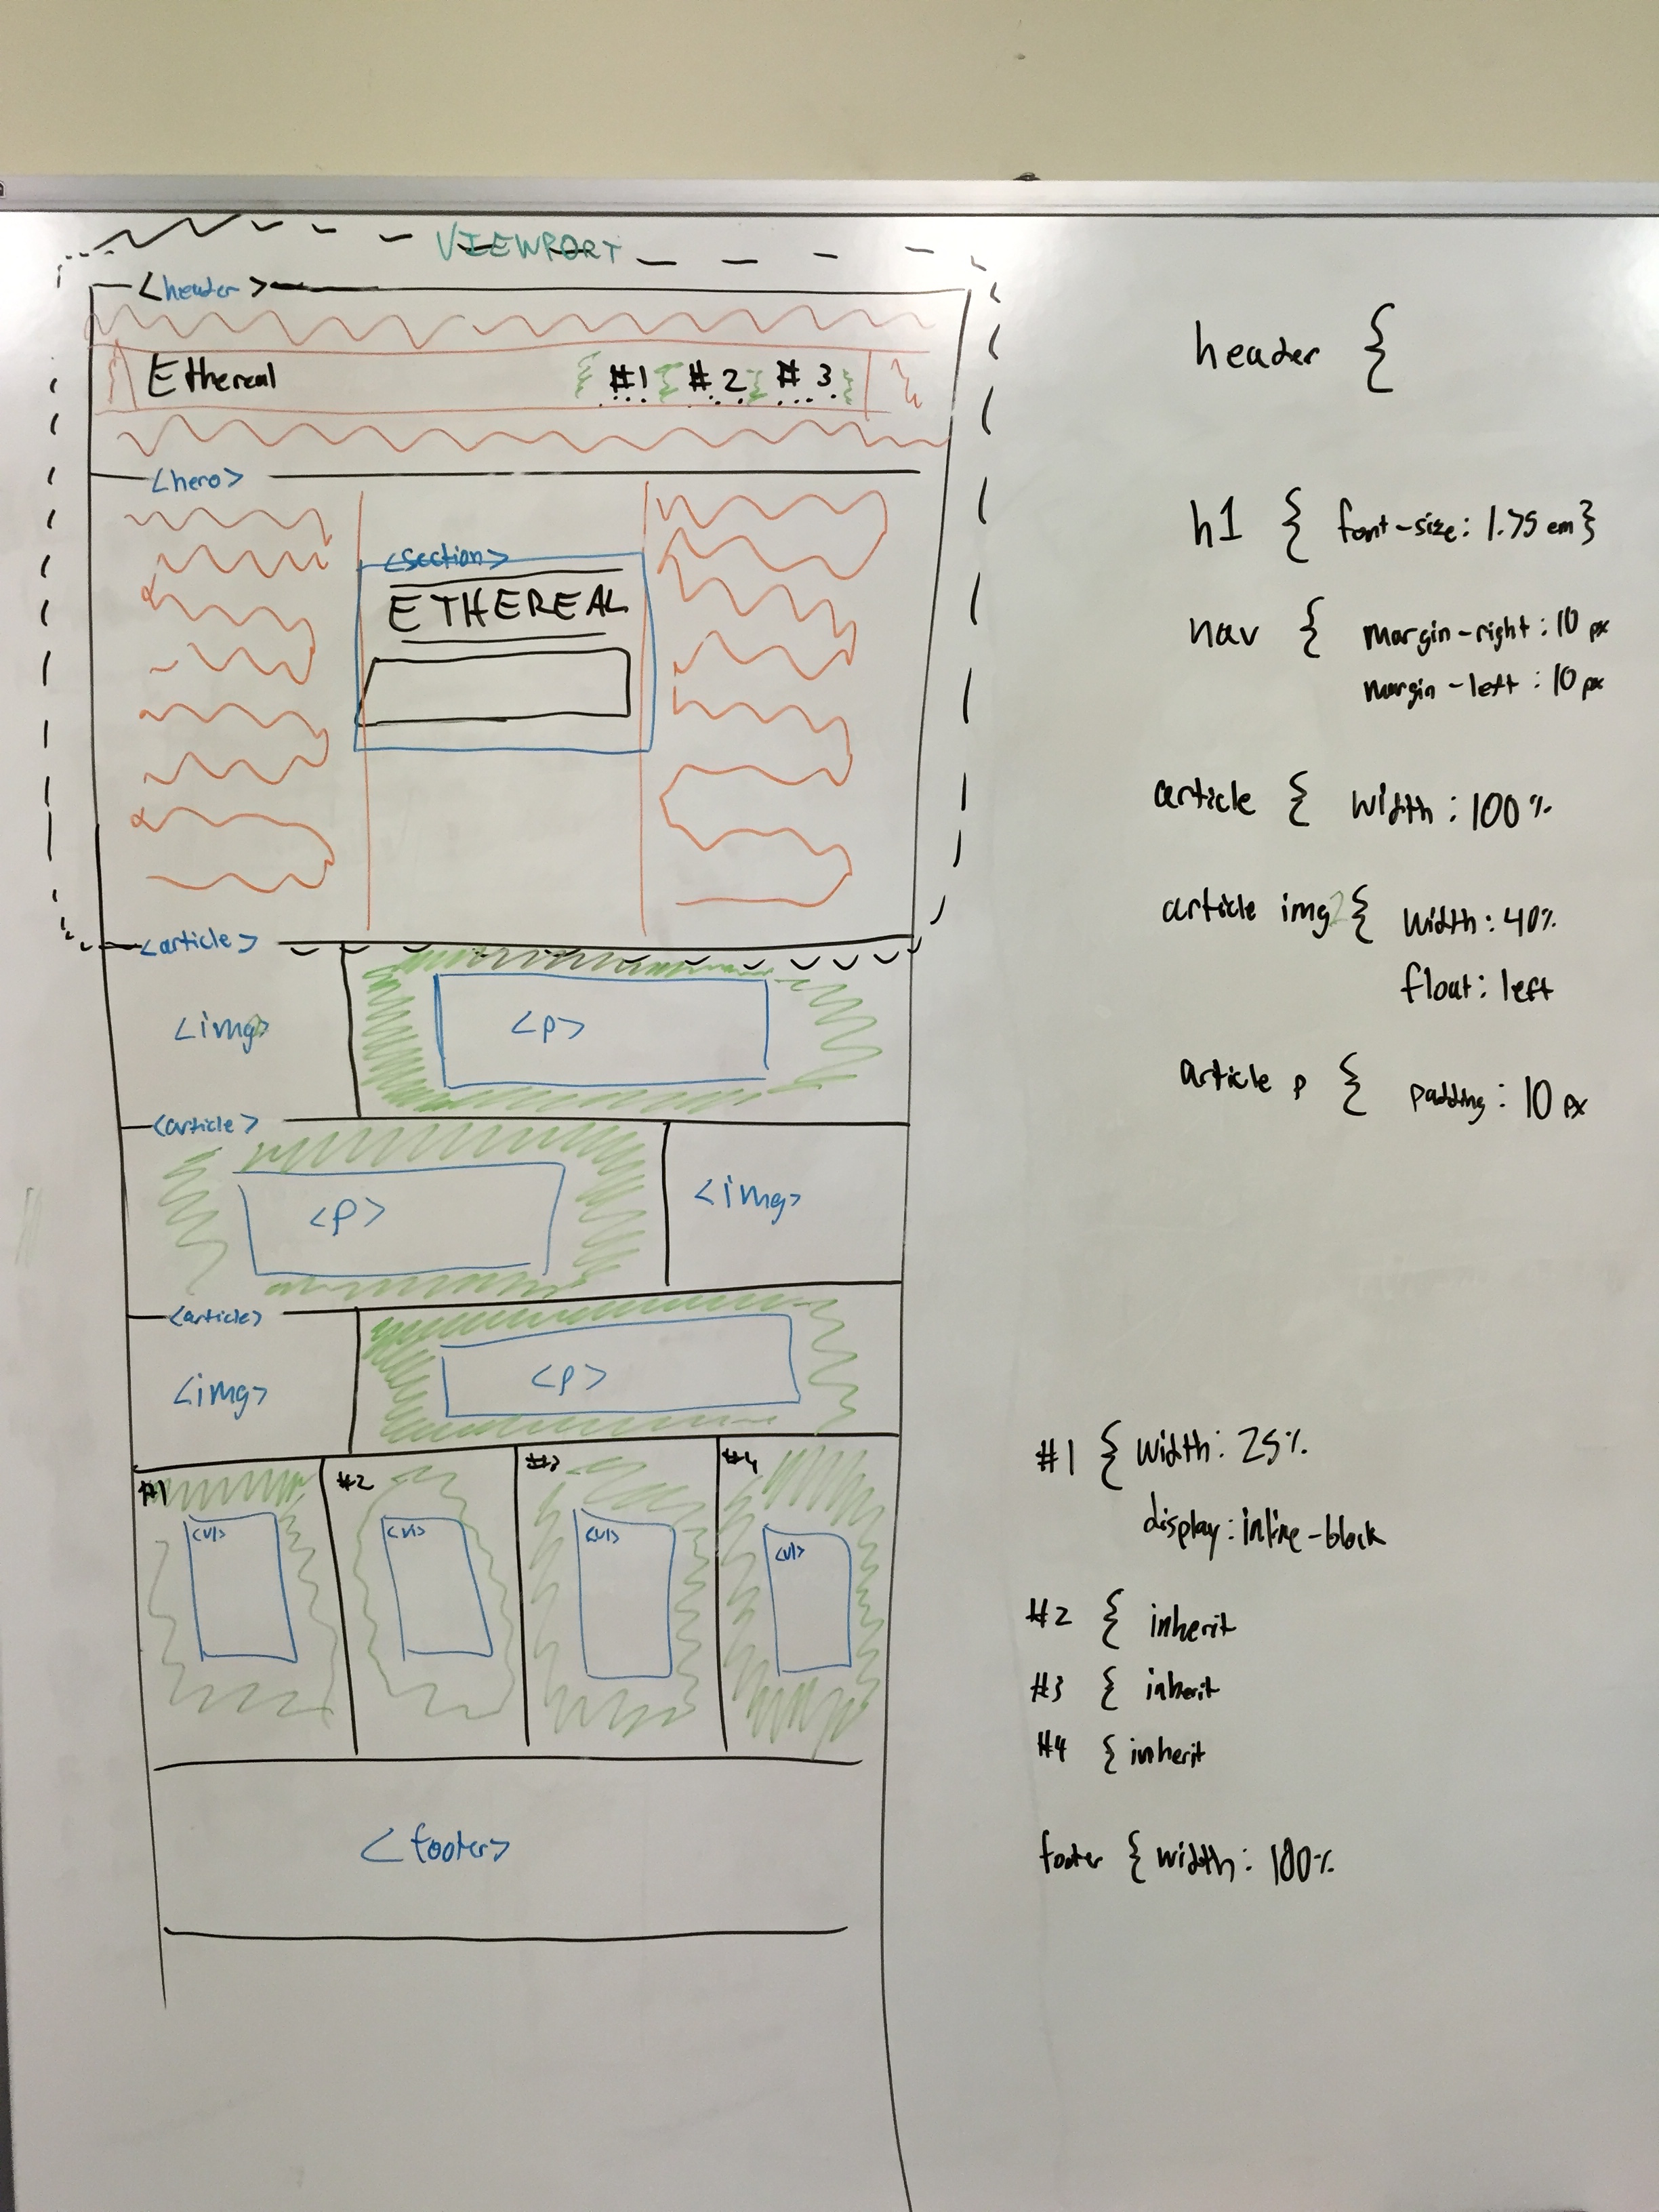 VIEWPORT
<header>
Ethereal #1 #2 #3
<hero>
<section>
ETHEREAL
<article>
<img> <p>
<article>
<p> <img>
<article>
<img> <p>
#1 #2 #3 #4
<ul> <ul> <ul> <ul>
<footer>
header {
h1 { font-size: 1.75 em}
nav { margin-right: 10 px
margin-left: 10 px
article { width: 100%
article img { width: 40%
float: left
article p { padding: 10 px
#1 { width: 25%
display: inline-block
#2 { inherit
#3 { inherit
#4 { inherit
footer { width: 100%